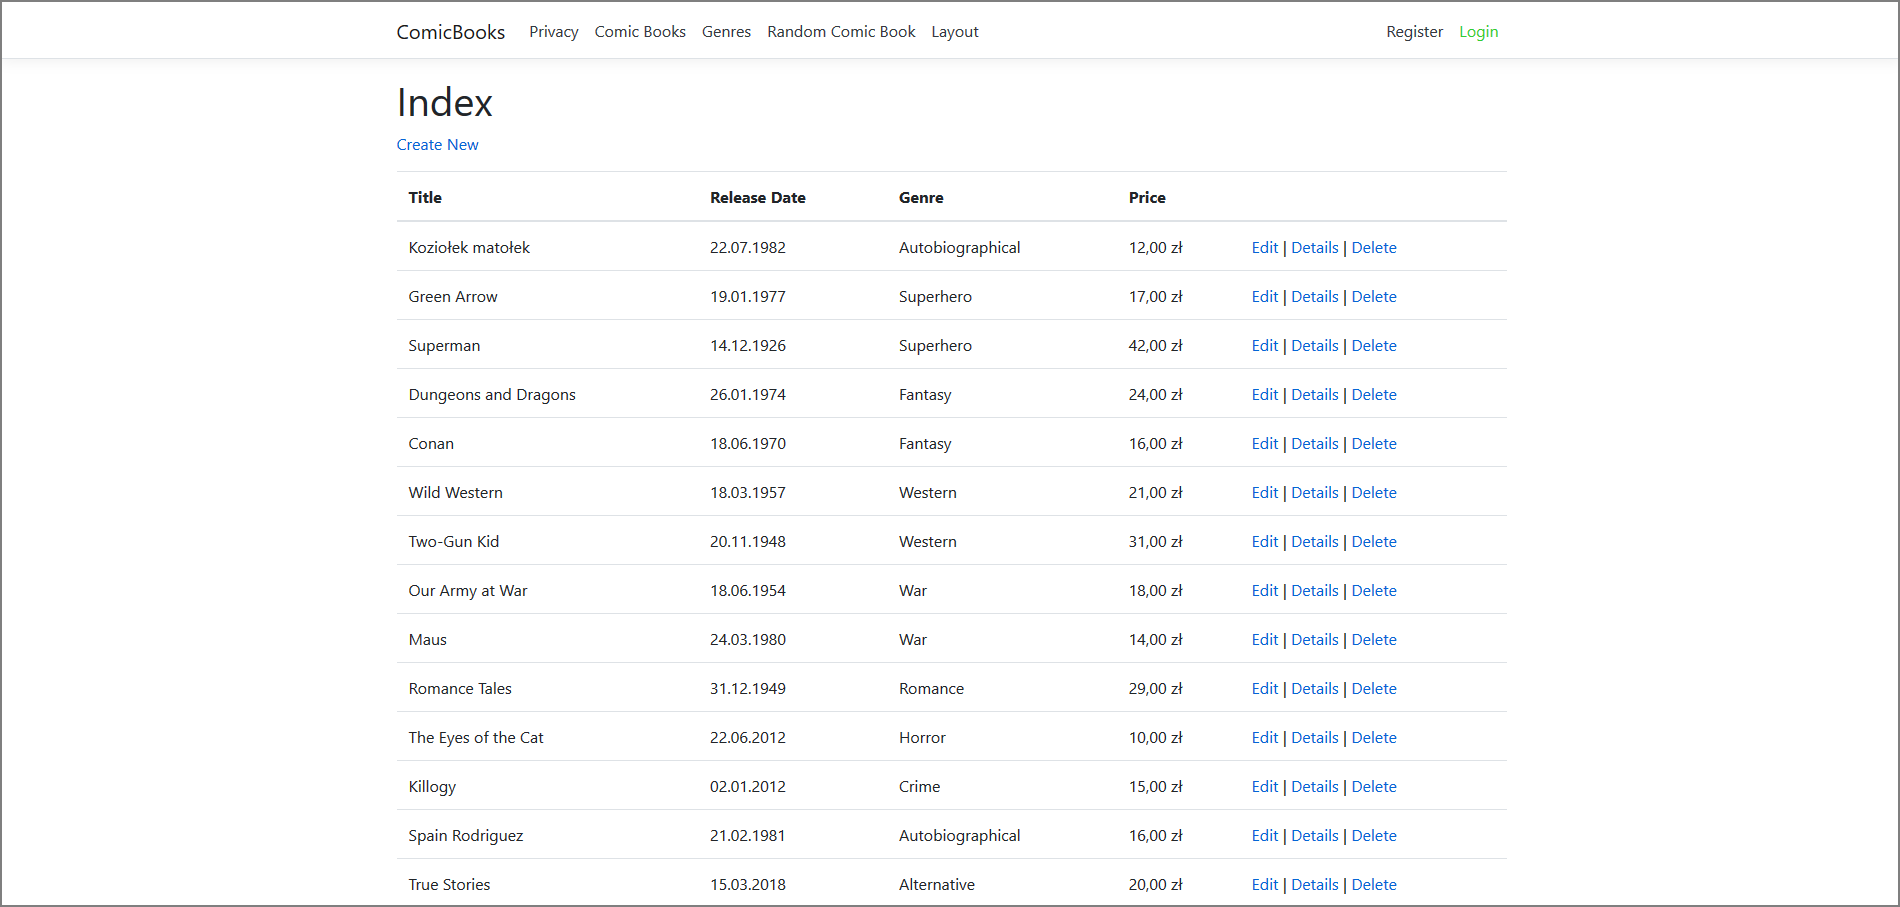 ComicBooks Privacy Comic Books Genres Random Comic Book Layout Register Login
Index
Create New
Title Release Date Genre Price
Koziołek matołek 22.07.1982 Autobiographical 12,00 zł Edit | Details | Delete
Green Arrow 19.01.1977 Superhero 17,00 zł Edit | Details | Delete
Superman 14.12.1926 Superhero 42,00 zł Edit | Details | Delete
Dungeons and Dragons 26.01.1974 Fantasy 24,00 zł Edit | Details | Delete
Conan 18.06.1970 Fantasy 16,00 zł Edit | Details | Delete
Wild Western 18.03.1957 Western 21,00 zł Edit | Details | Delete
Two-Gun Kid 20.11.1948 Western 31,00 zł Edit | Details | Delete
Our Army at War 18.06.1954 War 18,00 zł Edit | Details | Delete
Maus 24.03.1980 War 14,00 zł Edit | Details | Delete
Romance Tales 31.12.1949 Romance 29,00 zł Edit | Details | Delete
The Eyes of the Cat 22.06.2012 Horror 10,00 zł Edit | Details | Delete
Killogy 02.01.2012 Crime 15,00 zł Edit | Details | Delete
Spain Rodriguez 21.02.1981 Autobiographical 16,00 zł Edit | Details | Delete
True Stories 15.03.2018 Alternative 20,00 zł Edit | Details | Delete